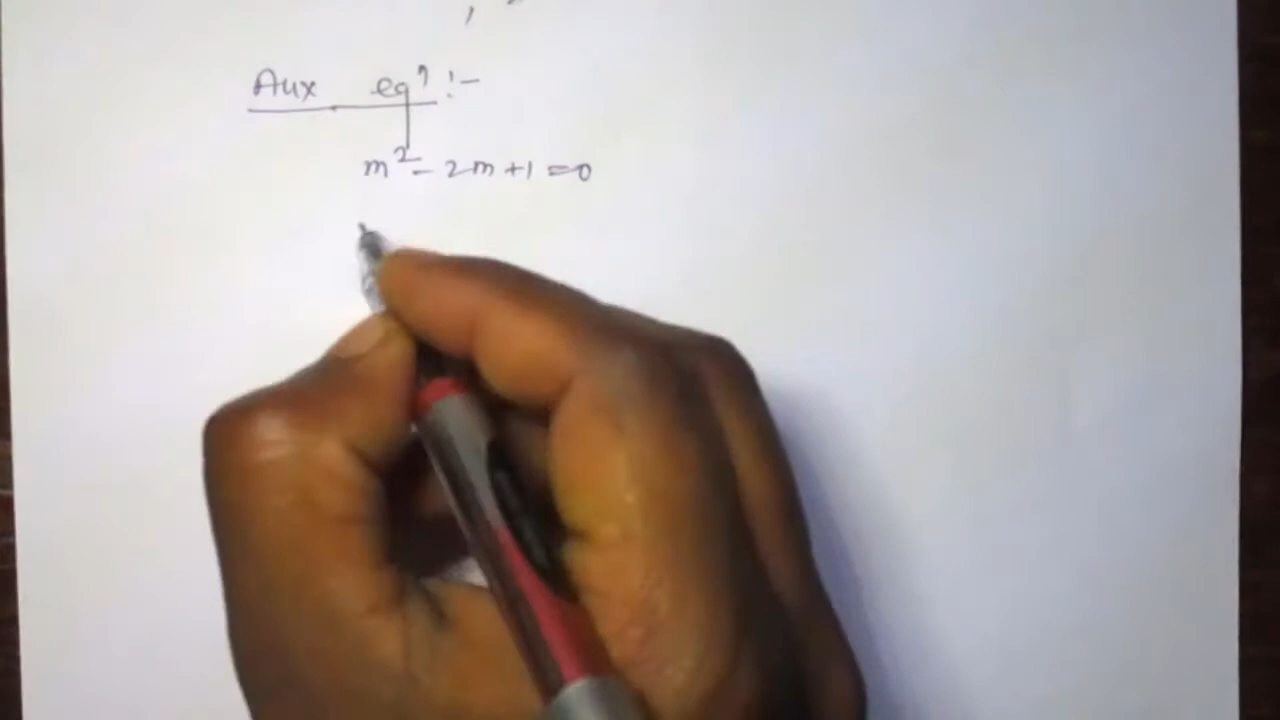 Aux eqn :-
m² - 2m + 1 = 0